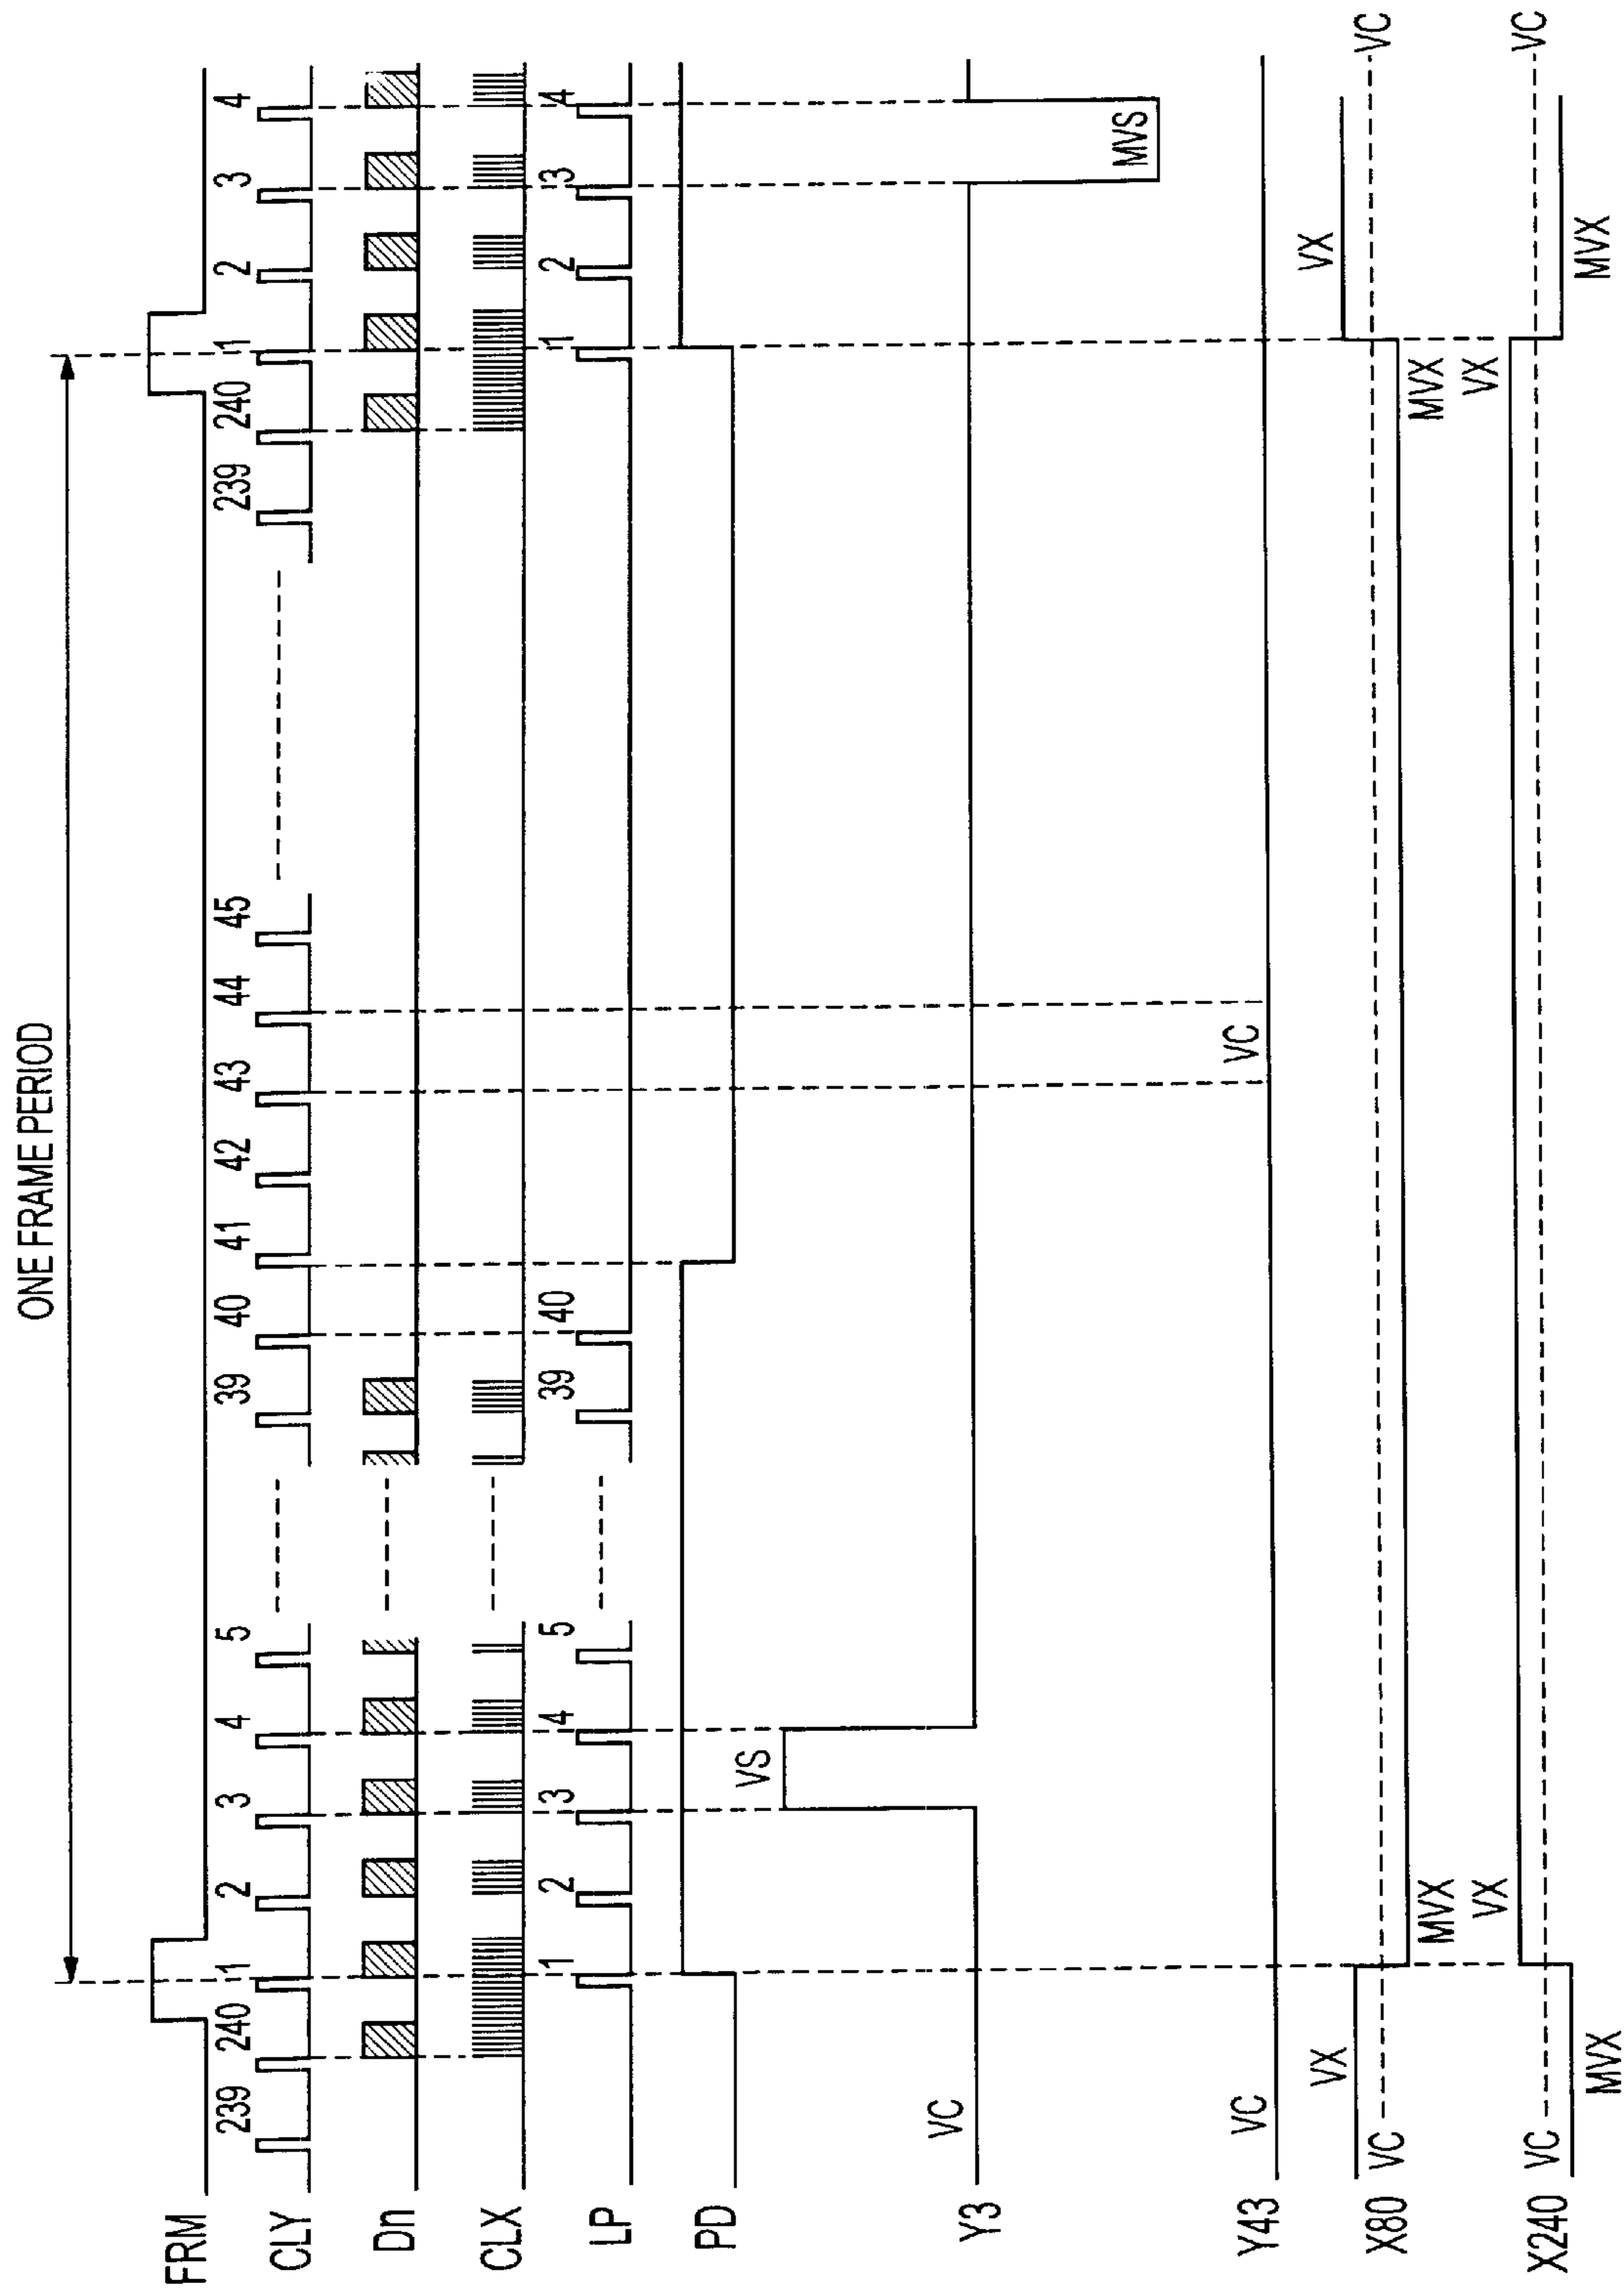 ONE FRAME PERIOD
FRM
239 240 1 2 3 4 5 39 40 41 42 43 44 45 239 240 1 2 3 4
CLY
Dn
CLX
1 2 3 4 5 39 40 1 2 3 4
LP
PD
VC VS MVS
Y3
VC VC
Y43
VX MVX MVX VX
VC VC
X80
VX VX
VC VC
MVX MVX
X240